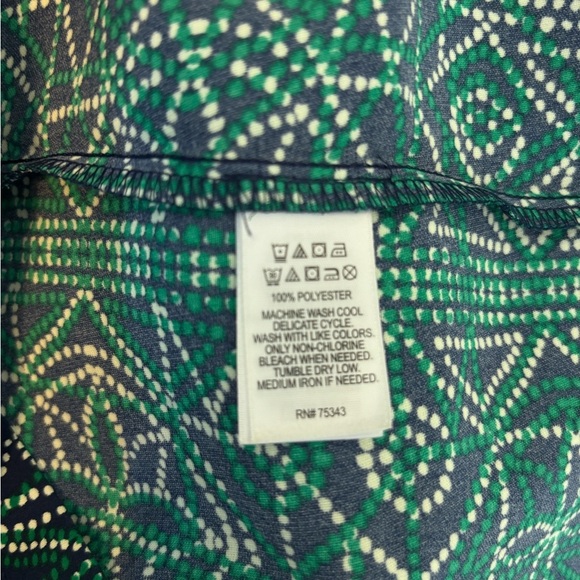 100% POLYESTER
MACHINE WASH COOL
DELICATE CYCLE.
WASH WITH LIKE COLORS.
ONLY NON-CHLORINE
BLEACH WHEN NEEDED.
TUMBLE DRY LOW.
MEDIUM IRON IF NEEDED.
RN# 75343